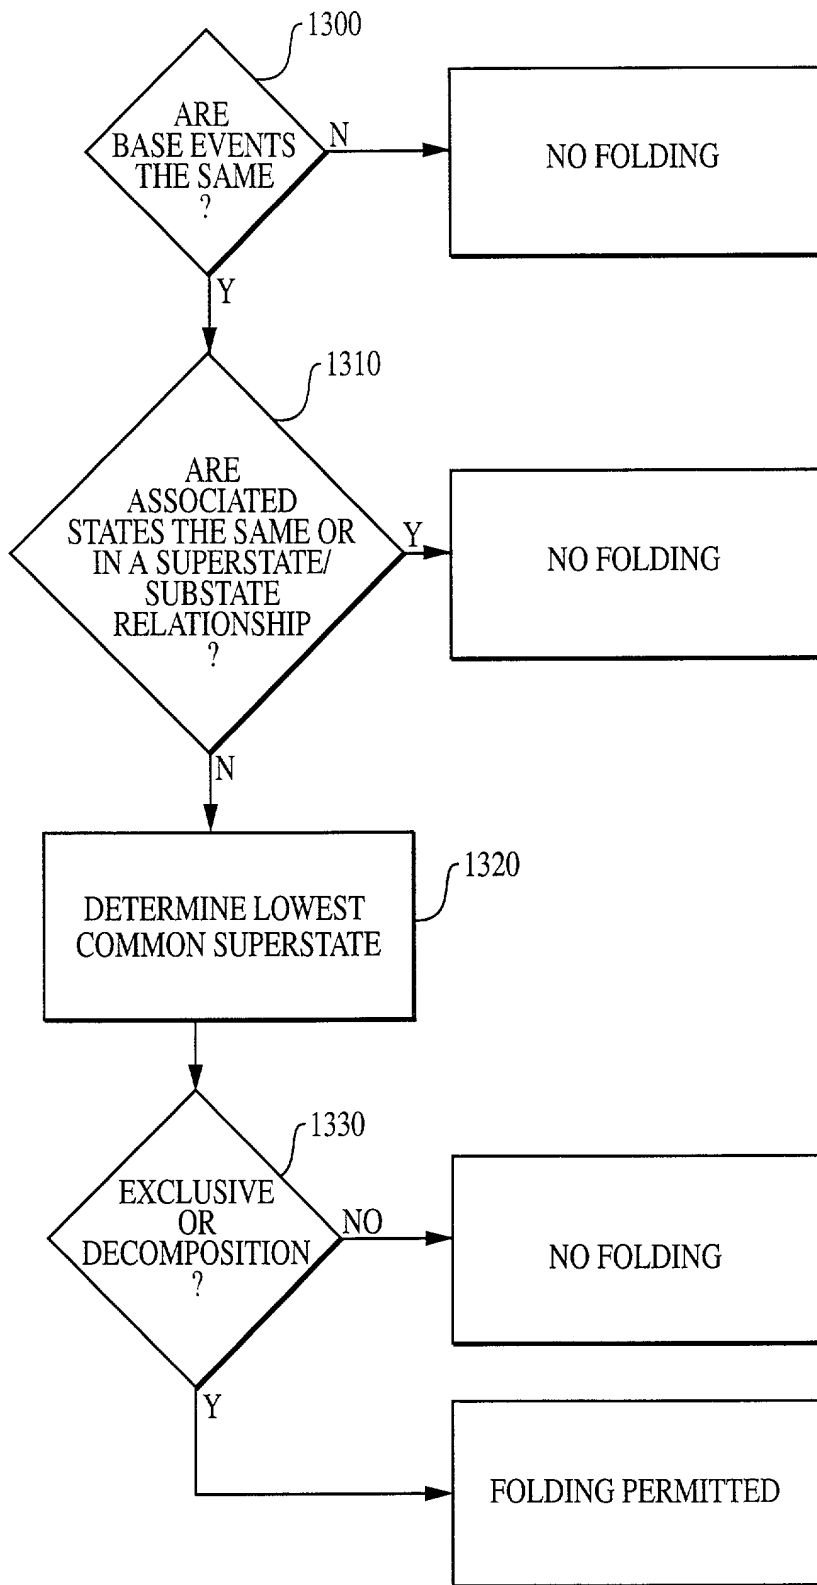 1300
ARE
BASE EVENTS
THE SAME
?
N
NO FOLDING
Y
1310
ARE
ASSOCIATED
STATES THE SAME OR
IN A SUPERSTATE/
SUBSTATE
RELATIONSHIP
?
Y
NO FOLDING
N
1320
DETERMINE LOWEST
COMMON SUPERSTATE
1330
EXCLUSIVE
OR
DECOMPOSITION
?
NO
NO FOLDING
Y
FOLDING PERMITTED